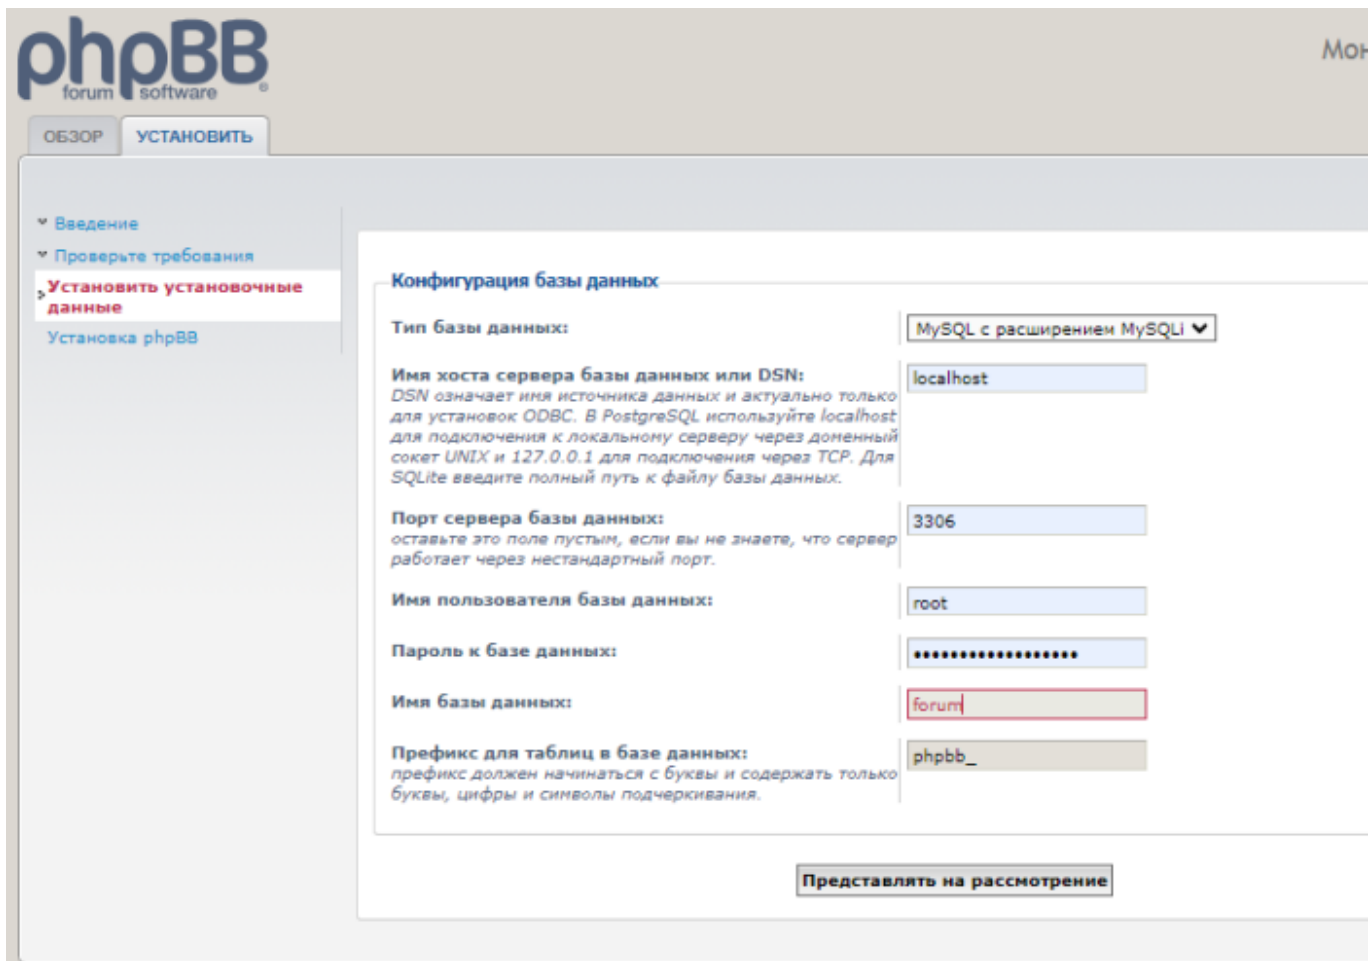 phpBB
forum software
ОБЗОР
УСТАНОВИТЬ
Введение
Проверьте требования
Установить установочные
данные
Установка phpBB
Конфигурация базы данных
Тип базы данных:
MySQL с расширением MySQLi
Имя хоста сервера базы данных или DSN:
localhost
DSN означает имя источника данных и актуально только
для установок ODBC. В PostgreSQL используйте localhost
для подключения к локальному серверу через доменный
сокет UNIX и 127.0.0.1 для подключения через TCP. Для
SQLite введите полный путь к файлу базы данных.
Порт сервера базы данных:
3306
оставьте это поле пустым, если вы не знаете, что сервер
работает через нестандартный порт.
Имя пользователя базы данных:
root
Пароль к базе данных:
••••••••••••••••••
Имя базы данных:
forum
Префикс для таблиц в базе данных:
phpbb_
префикс должен начинаться с буквы и содержать только
буквы, цифры и символы подчеркивания.
Представлять на рассмотрение